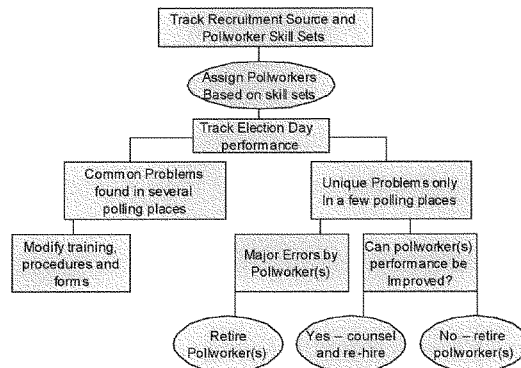 Track Recruitment Source and
Pollworker Skill Sets
Assign Pollworkers
Based on skill sets
Track Election Day
performance
Common Problems
found in several
polling places
Unique Problems only
In a few polling places
Modify training,
procedures and
forms
Major Errors by
Pollworker(s)
Can pollworker(s)
performance be
Improved?
Retire
Pollworker(s)
Yes – counsel
and re-hire
No – retire
pollworker(s)